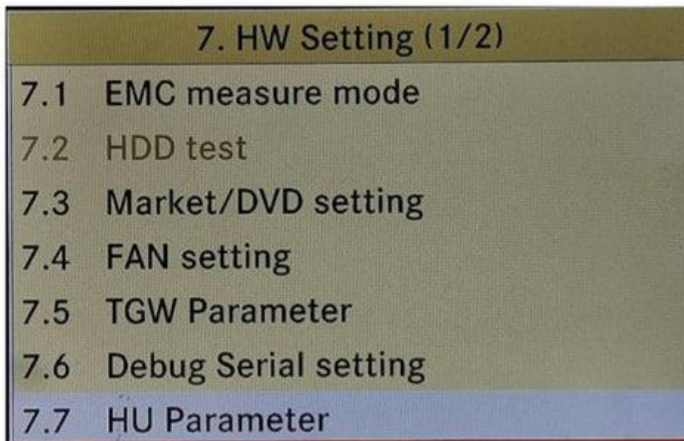 7. HW Setting (1/2)
7.1 EMC measure mode
7.2 HDD test
7.3 Market/DVD setting
7.4 FAN setting
7.5 TGW Parameter
7.6 Debug Serial setting
7.7 HU Parameter